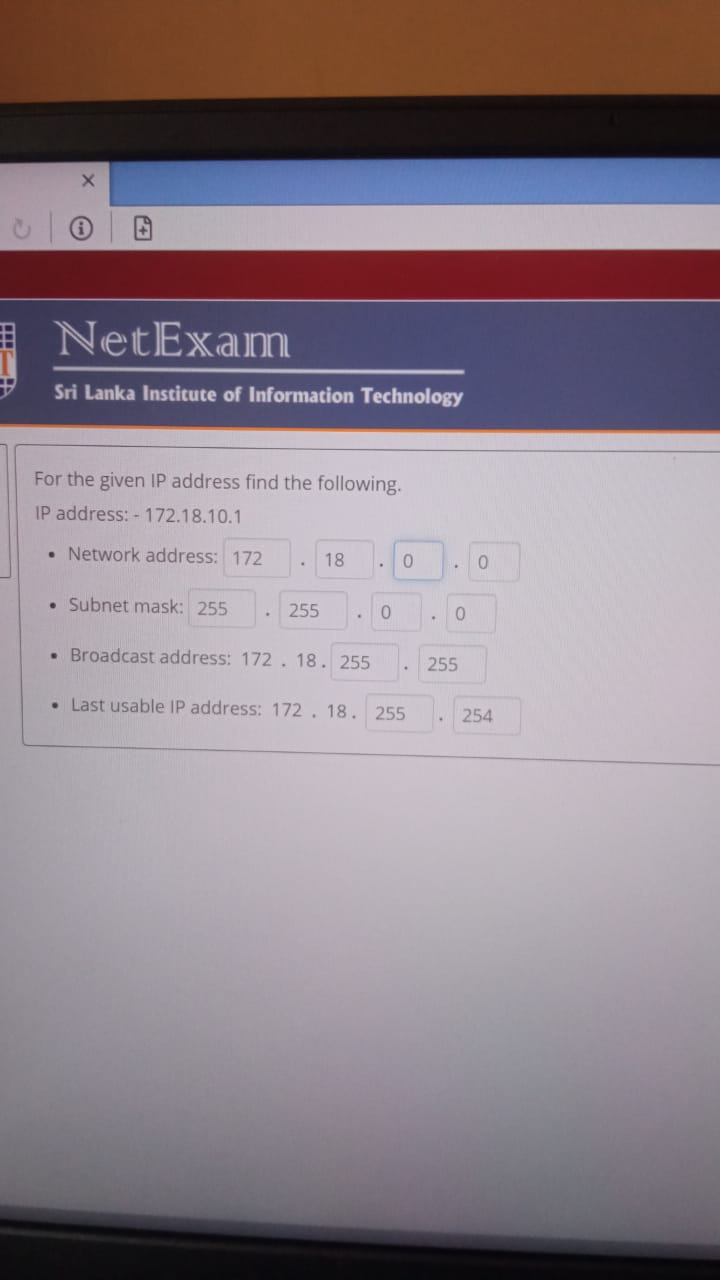 NetExam
Sri Lanka Institute of Information Technology
For the given IP address find the following.
IP address: - 172.18.10.1
• Network address: 172 . 18 . 0 . 0
• Subnet mask: 255 . 255 . 0 . 0
• Broadcast address: 172 . 18 . 255 . 255
• Last usable IP address: 172 . 18 . 255 . 254